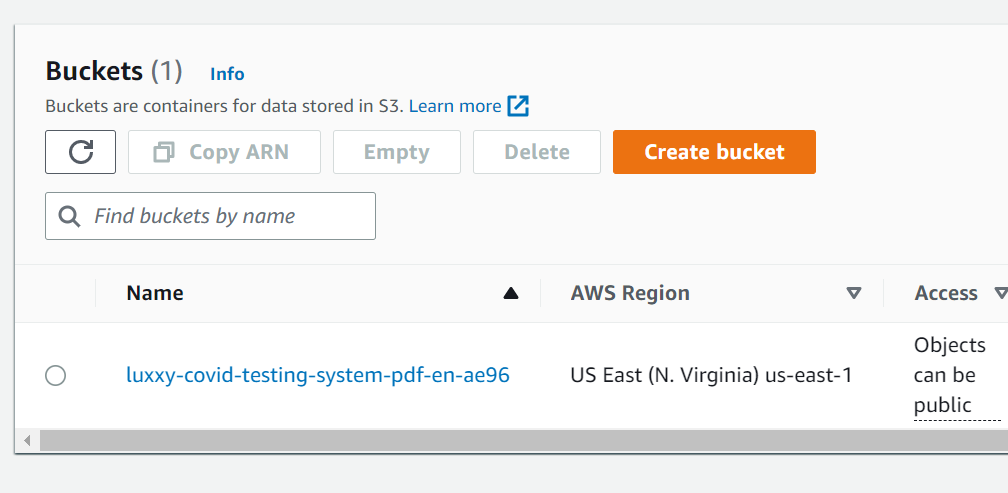 Buckets (1) Info
Buckets are containers for data stored in S3. Learn more
Copy ARN Empty Delete Create bucket
Find buckets by name
Name AWS Region Access
luxxy-covid-testing-system-pdf-en-ae96 US East (N. Virginia) us-east-1 Objects
can be
public